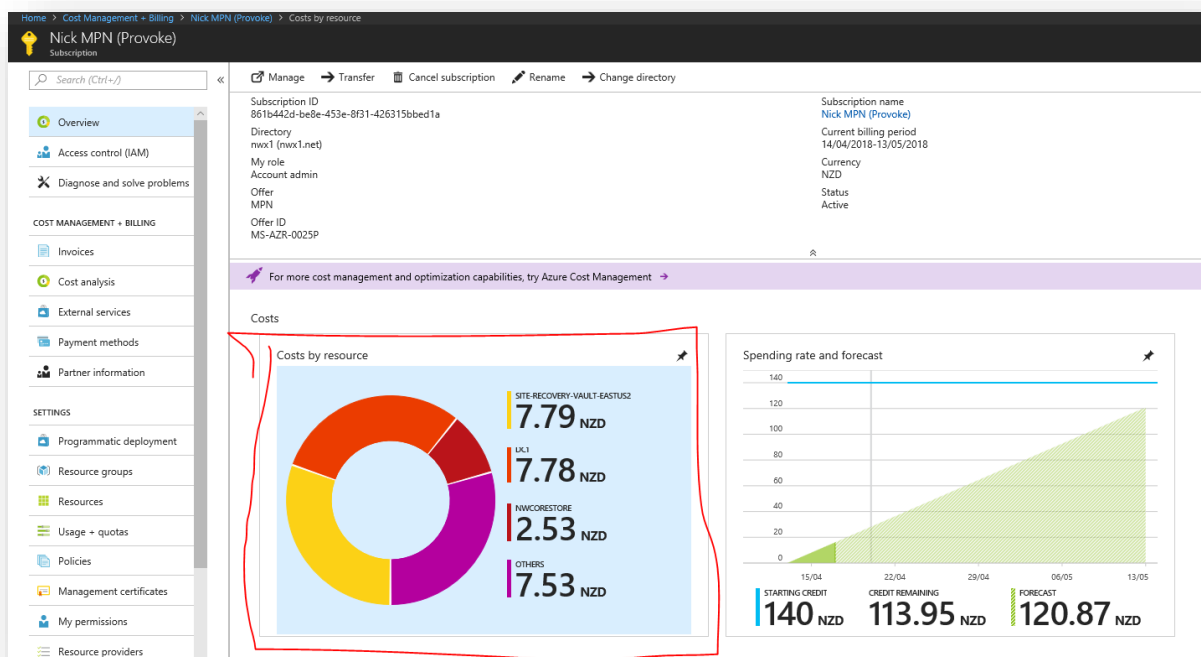 Home > Cost Management + Billing > Nick MPN (Provoke) > Costs by resource
Nick MPN (Provoke)
Subscription
Search (Ctrl+/)
Overview
Access control (IAM)
Diagnose and solve problems
COST MANAGEMENT + BILLING
Invoices
Cost analysis
External services
Payment methods
Partner information
SETTINGS
Programmatic deployment
Resource groups
Resources
Usage + quotas
Policies
Management certificates
My permissions
Resource providers
Manage Transfer Cancel subscription Rename Change directory
Subscription ID
861b442d-be8e-453e-8f31-426315bbed1a
Directory
nwx1 (nwx1.net)
My role
Account admin
Offer
MPN
Offer ID
MS-AZR-0025P
Subscription name
Nick MPN (Provoke)
Current billing period
14/04/2018-13/05/2018
Currency
NZD
Status
Active
For more cost management and optimization capabilities, try Azure Cost Management
Costs
Costs by resource
SITE-RECOVERY-VAULT-EASTUS2
7.79 NZD
DC1
7.78 NZD
NWCORESTORE
2.53 NZD
OTHERS
7.53 NZD
Spending rate and forecast
140
120
100
80
60
40
20
0
15/04 22/04 29/04 06/05 13/05
STARTING CREDIT
140 NZD
CREDIT REMAINING
113.95 NZD
FORECAST
120.87 NZD